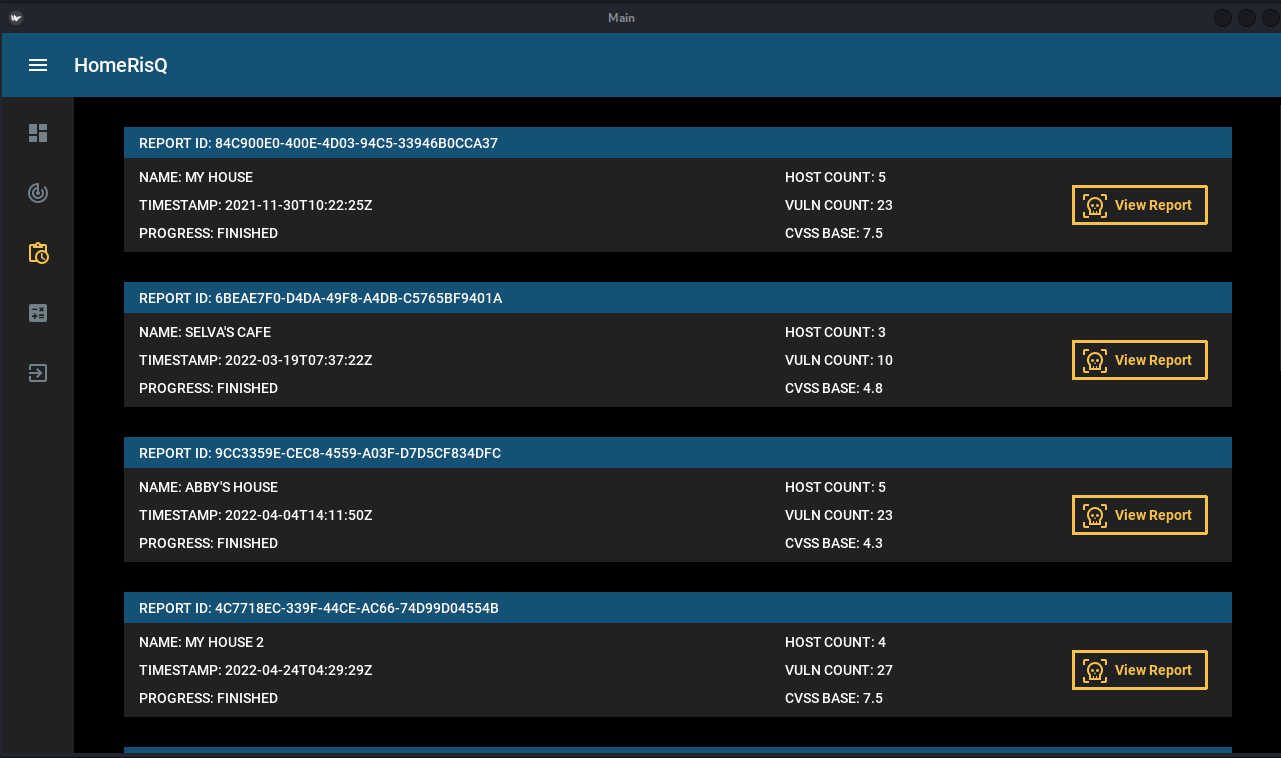 Main
HomeRisQ
REPORT ID: 84C900E0-400E-4D03-94C5-33946B0CCA37
NAME: MY HOUSE
HOST COUNT: 5
TIMESTAMP: 2021-11-30T10:22:25Z
VULN COUNT: 23
View Report
PROGRESS: FINISHED
CVSS BASE: 7.5
REPORT ID: 6BEAE7F0-D4DA-49F8-A4DB-C5765BF9401A
NAME: SELVA'S CAFE
HOST COUNT: 3
TIMESTAMP: 2022-03-19T07:37:22Z
VULN COUNT: 10
View Report
PROGRESS: FINISHED
CVSS BASE: 4.8
REPORT ID: 9CC3359E-CEC8-4559-A03F-D7D5CF834DFC
NAME: ABBY'S HOUSE
HOST COUNT: 5
TIMESTAMP: 2022-04-04T14:11:50Z
VULN COUNT: 23
View Report
PROGRESS: FINISHED
CVSS BASE: 4.3
REPORT ID: 4C7718EC-339F-44CE-AC66-74D99D04554B
NAME: MY HOUSE 2
HOST COUNT: 4
TIMESTAMP: 2022-04-24T04:29:29Z
VULN COUNT: 27
View Report
PROGRESS: FINISHED
CVSS BASE: 7.5